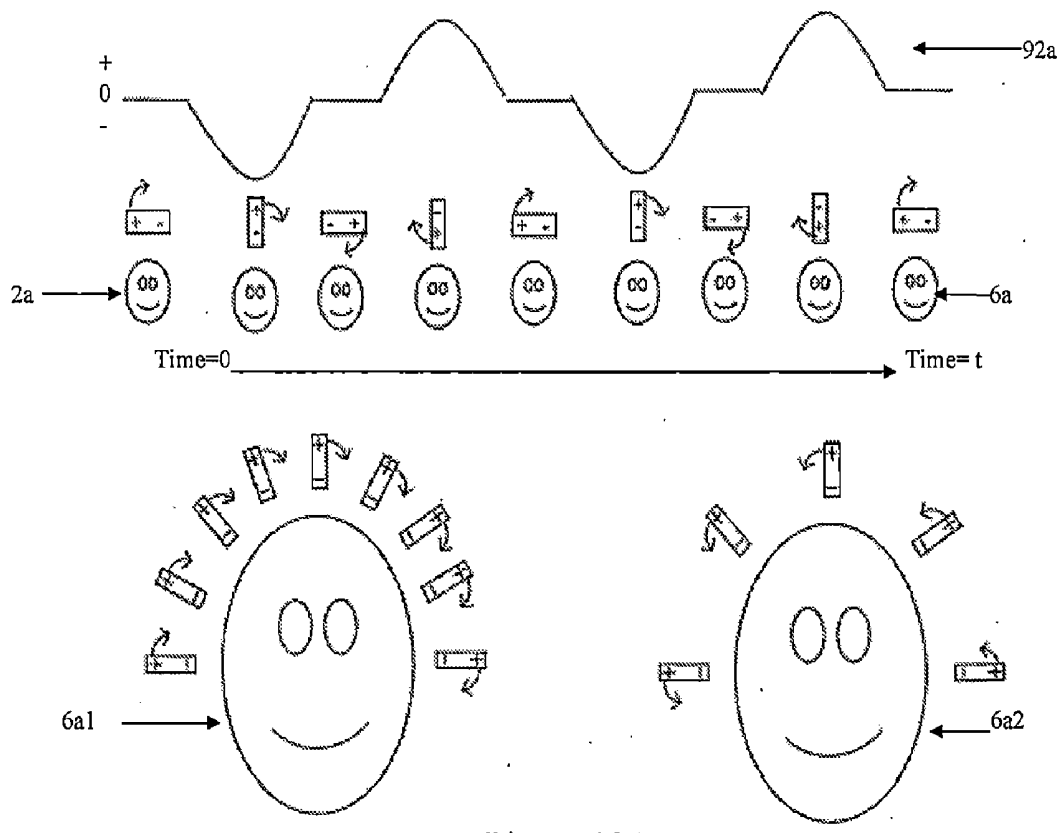 92a
+
0
-
+ -
+
-
- +
-
+
+ -
+
-
- +
-
+
+ -
2a
6a
Time=0
Time= t
6a1
6a2